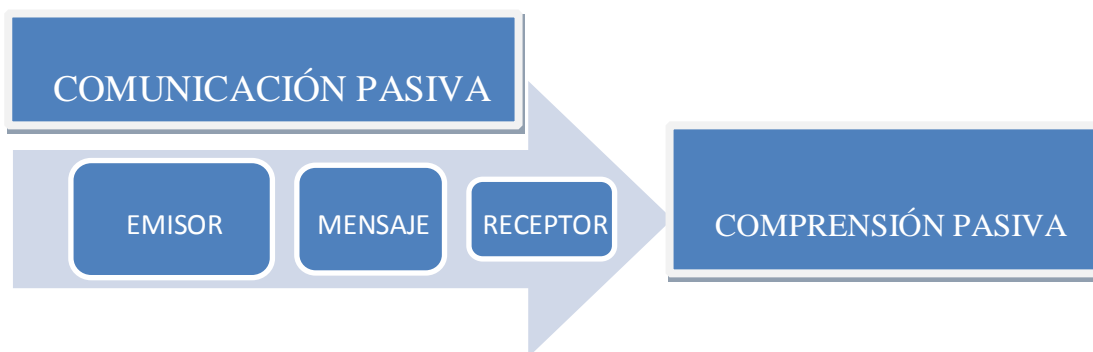 COMUNICACIÓN PASIVA
EMISOR
MENSAJE
RECEPTOR
COMPRENSIÓN PASIVA